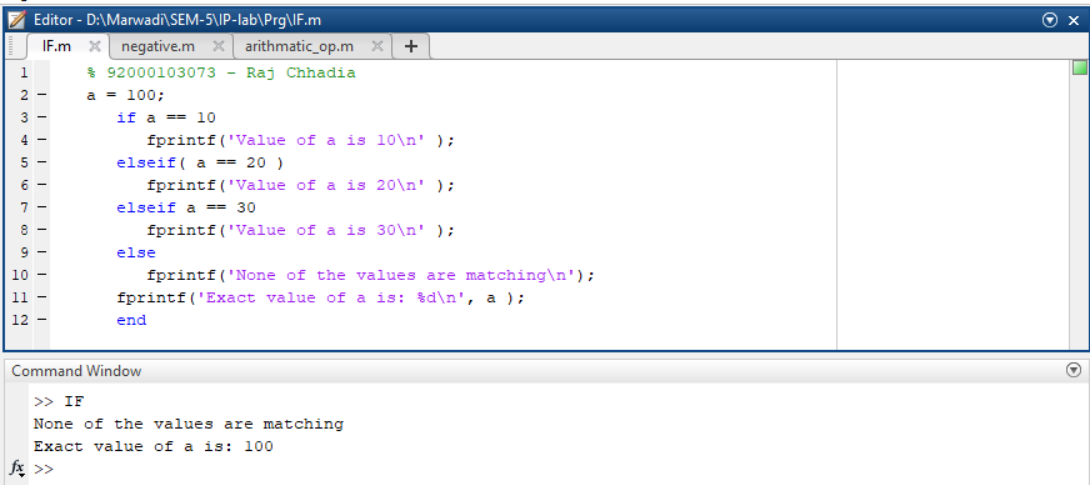 Editor - D:\Marwadi\SEM-5\IP-lab\Prg\IF.m
IF.m negative.m arithmatic_op.m +
1 % 92000103073 - Raj Chhadia
2 - a = 100;
3 - if a == 10
4 - fprintf('Value of a is 10\n' );
5 - elseif( a == 20 )
6 - fprintf('Value of a is 20\n' );
7 - elseif a == 30
8 - fprintf('Value of a is 30\n' );
9 - else
10 - fprintf('None of the values are matching\n');
11 - fprintf('Exact value of a is: %d\n', a );
12 - end
Command Window
>> IF
None of the values are matching
Exact value of a is: 100
fx >>